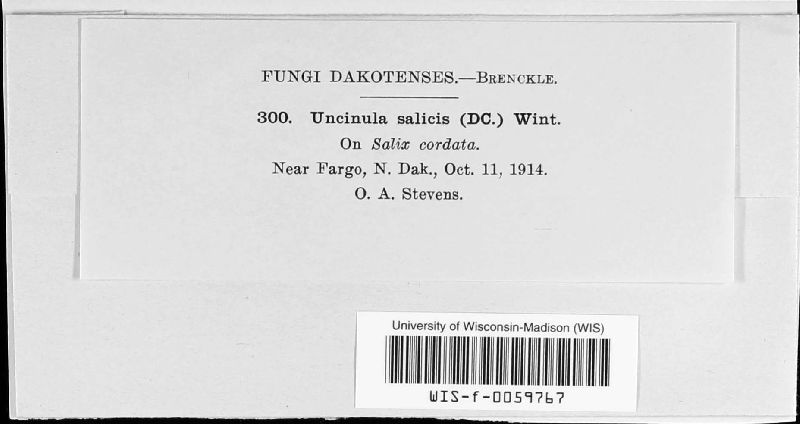 FUNGI DAKOTENSES.—BRENCKLE.
300. Uncinula salicis (DC.) Wint.
On Salix cordata.
Near Fargo, N. Dak., Oct. 11, 1914.
O. A. Stevens.
University of Wisconsin-Madison (WIS)
WIS-f-0059767